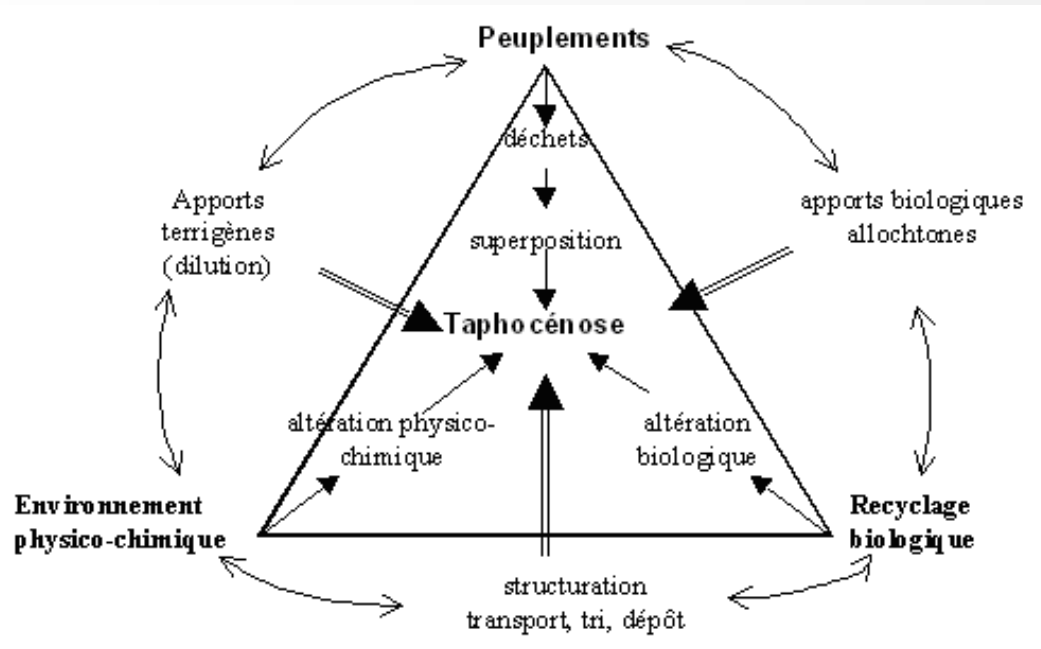 Peuplements
déchets
Apports
terrigènes
(dilution)
apports biologiques
allochtones
superposition
Taphocénose
altération physico-
chimique
altération
biologique
Environnement
physico-chimique
Recyclage
biologique
structuration
transport, tri, dépôt